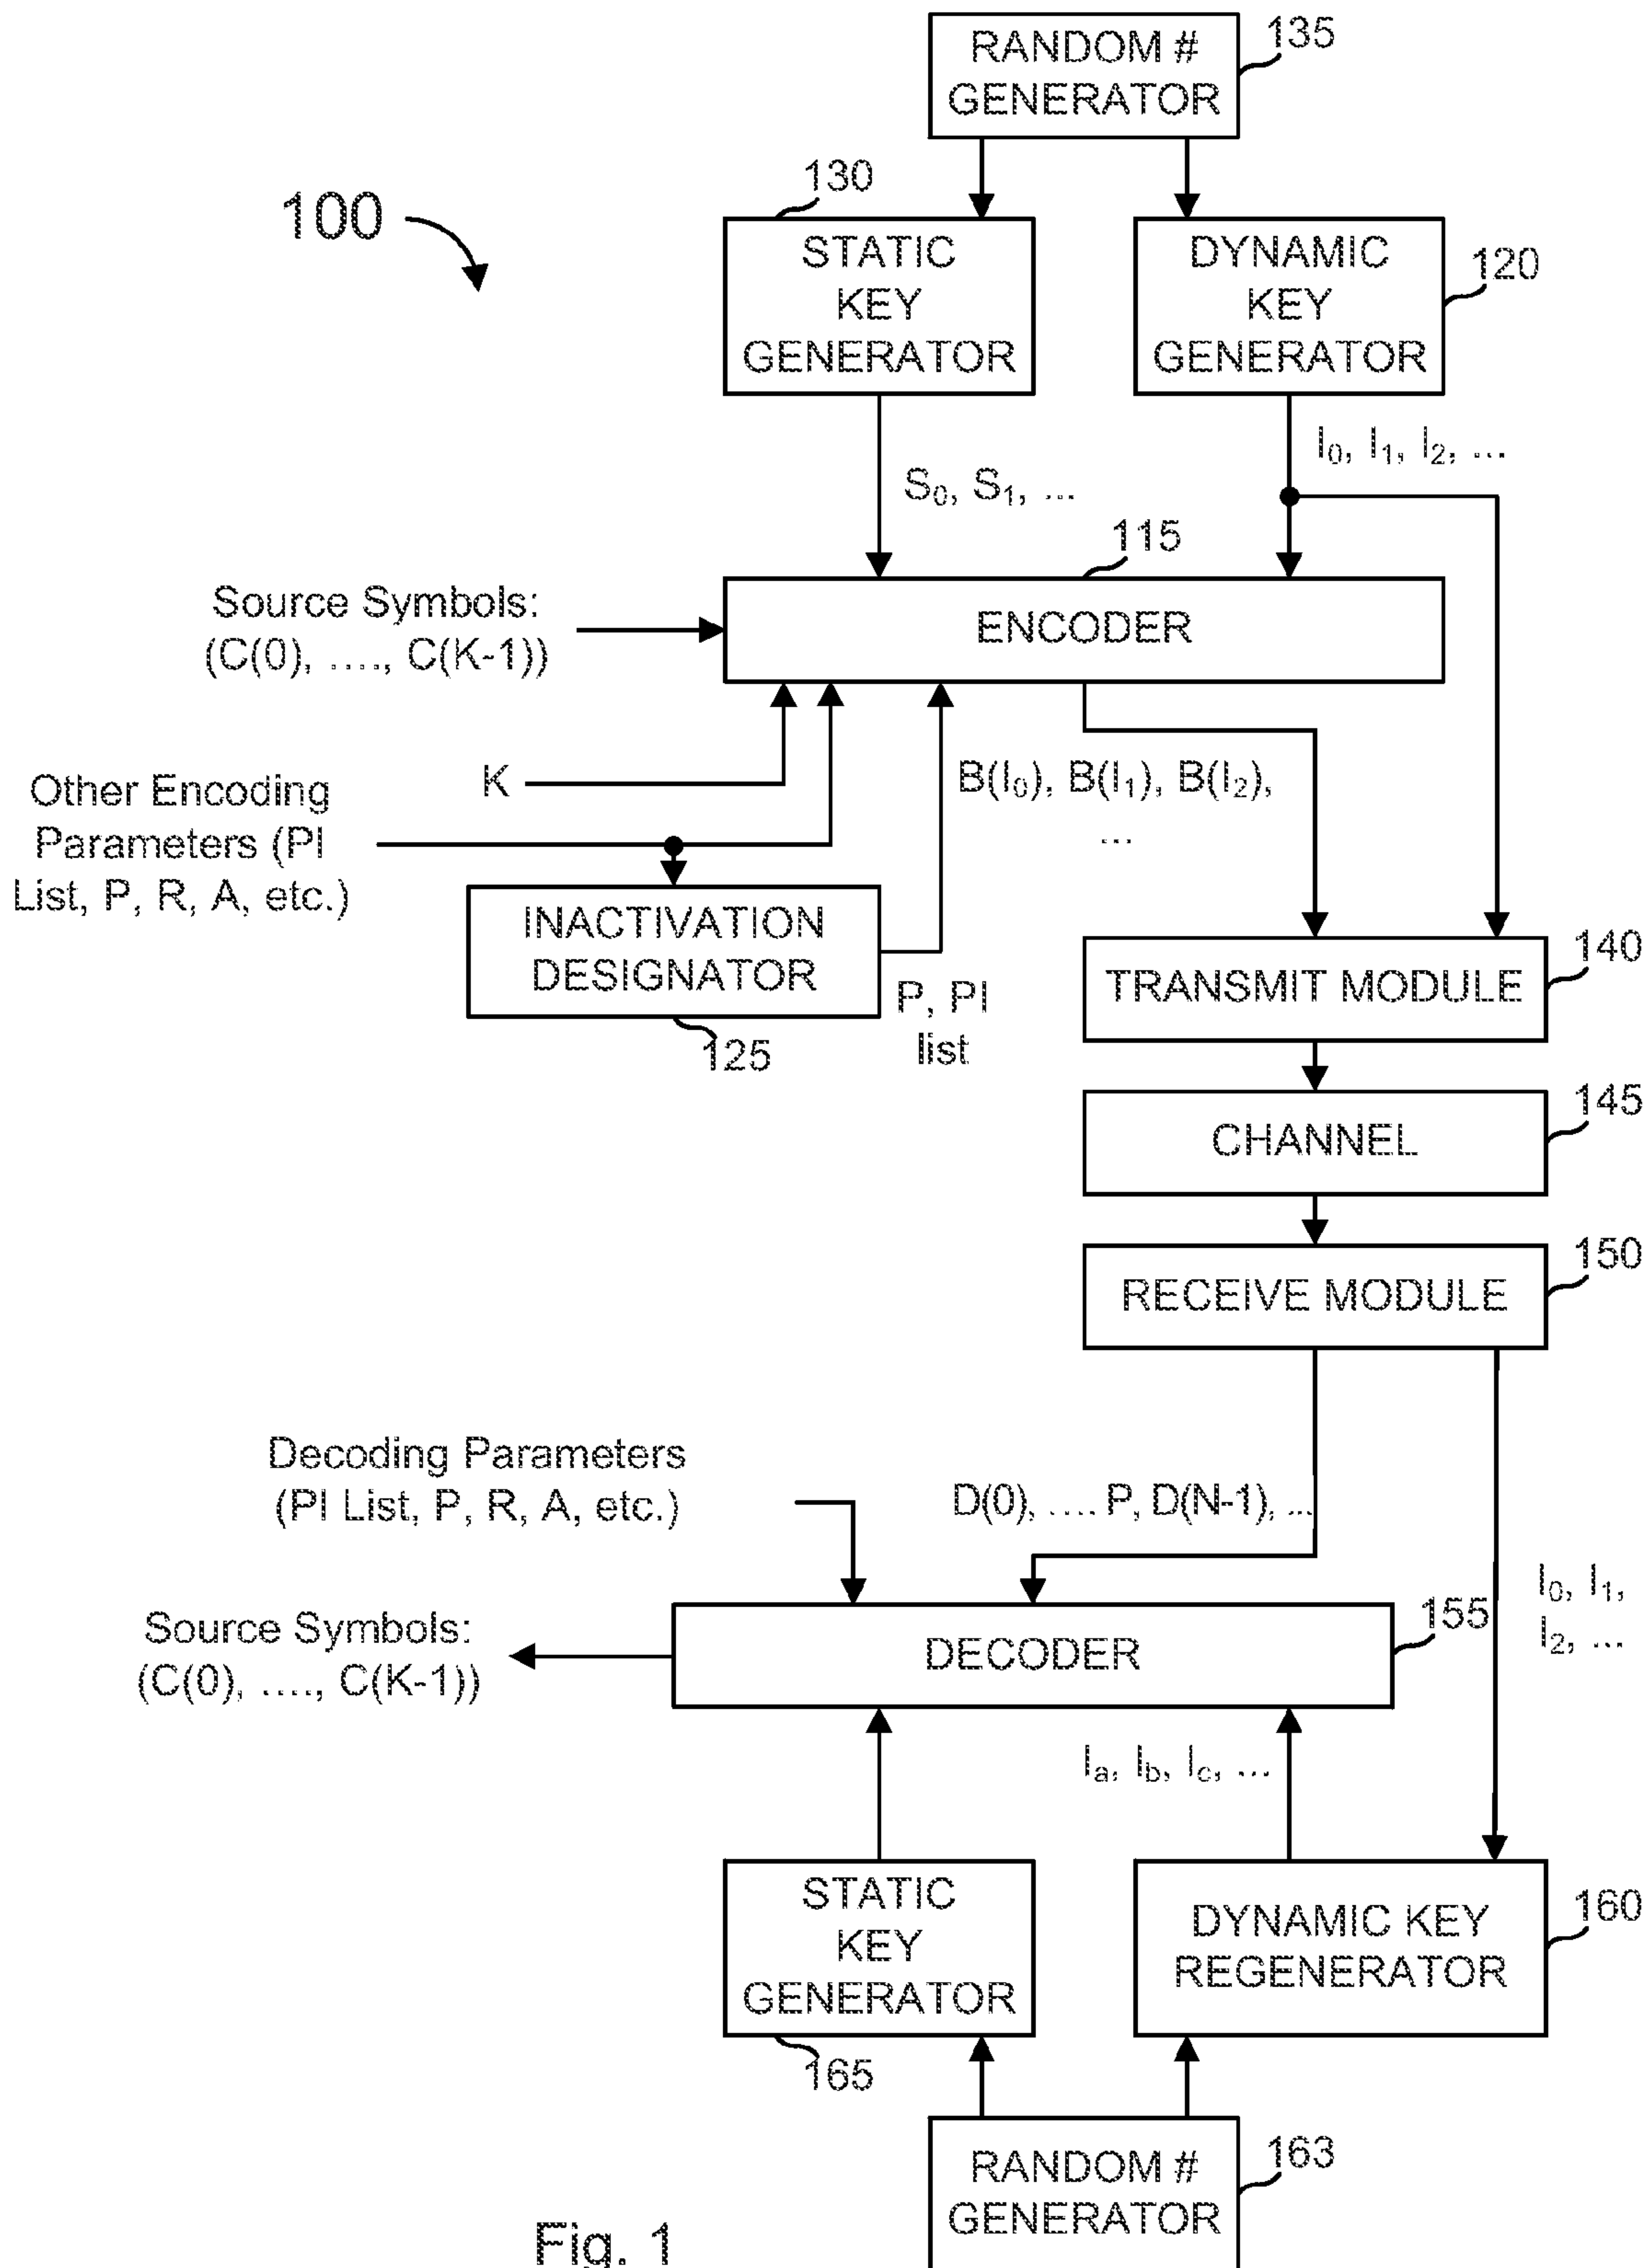 RANDOM #
GENERATOR
135
100
130
STATIC
KEY
GENERATOR
DYNAMIC
KEY
GENERATOR
120
S₀, S₁, ...
I₀, I₁, I₂, ...
115
Source Symbols:
(C(0), ...., C(K-1))
ENCODER
Other Encoding
Parameters (PI
List, P, R, A, etc.)
K
B(I₀), B(I₁), B(I₂),
...
INACTIVATION
DESIGNATOR
125
P, PI
list
TRANSMIT MODULE
140
CHANNEL
145
RECEIVE MODULE
150
Decoding Parameters
(PI List, P, R, A, etc.)
D(0), .... P, D(N-1), ...
I₀, I₁,
I₂, ...
Source Symbols:
(C(0), ...., C(K-1))
DECODER
155
Iₐ, I_b, I_c, ...
STATIC
KEY
GENERATOR
165
DYNAMIC KEY
REGENERATOR
160
RANDOM #
GENERATOR
163
Fig. 1